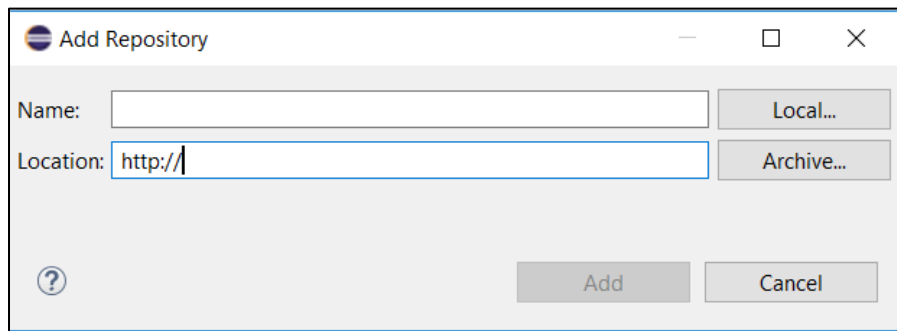 Add Repository
Name: Local...
Location: http:// Archive...
? Add Cancel